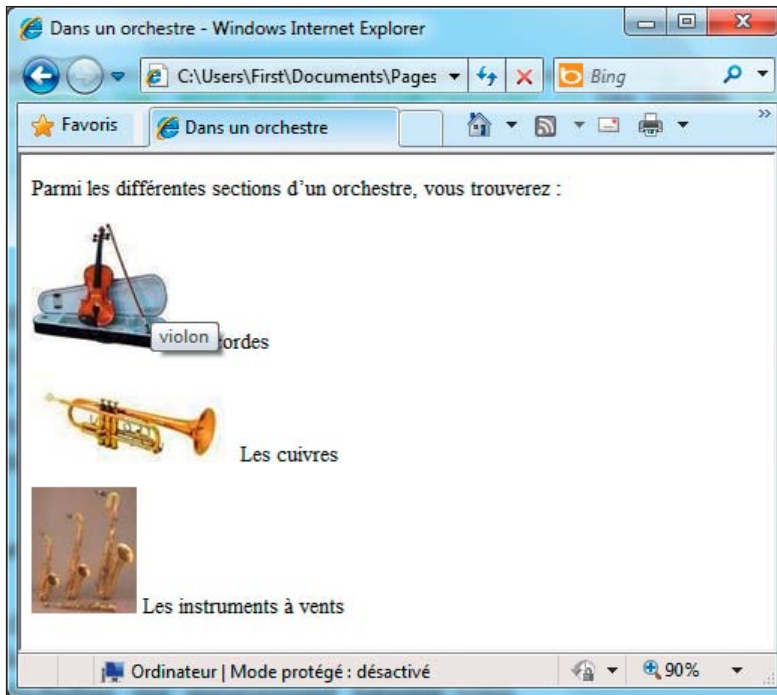 Dans un orchestre - Windows Internet Explorer
C:\Users\First\Documents\Pages
Bing
Favoris
Dans un orchestre
Parmi les différentes sections d’un orchestre, vous trouverez :
violon
ordes
Les cuivres
Les instruments à vents
Ordinateur | Mode protégé : désactivé
90%